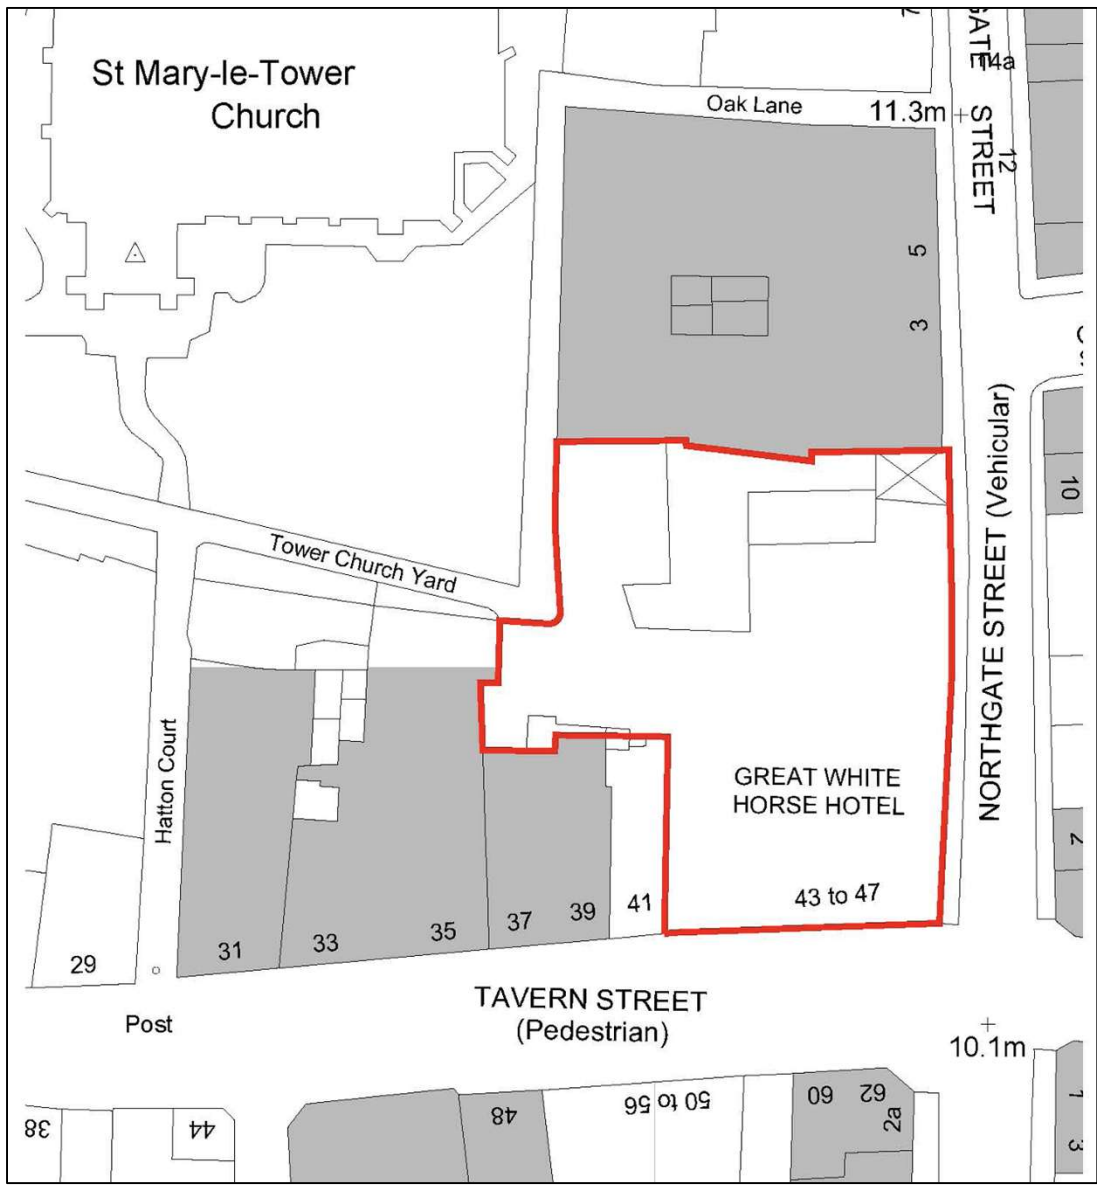 St Mary-le-Tower
Church
Oak Lane
GATE
STREET
14a
11.3m
12
5
3
Tower Church Yard
NORTHGATE STREET (Vehicular)
10
Hatton Court
GREAT WHITE
HORSE HOTEL
2
43 to 47
41
39
37
35
33
31
29
TAVERN STREET
(Pedestrian)
Post
10.1m
38
44
48
50 to 56
60
62
2a
1
3